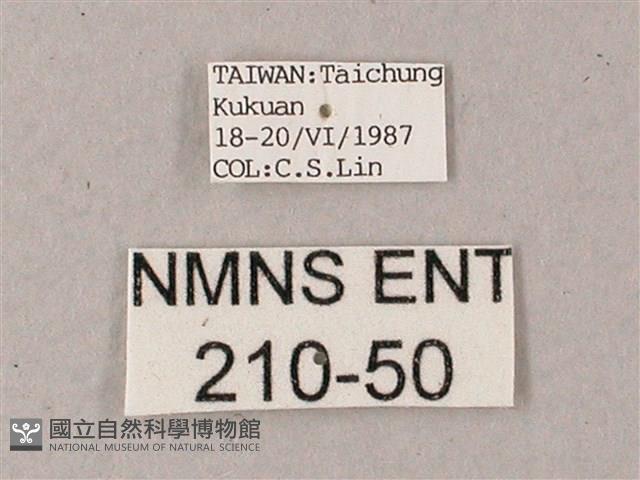 TAIWAN:Taichung
Kukuan
18-20/VI/1987
COL:C.S.Lin
NMNS ENT
210-50
國立自然科學博物館
NATIONAL MUSEUM OF NATURAL SCIENCE